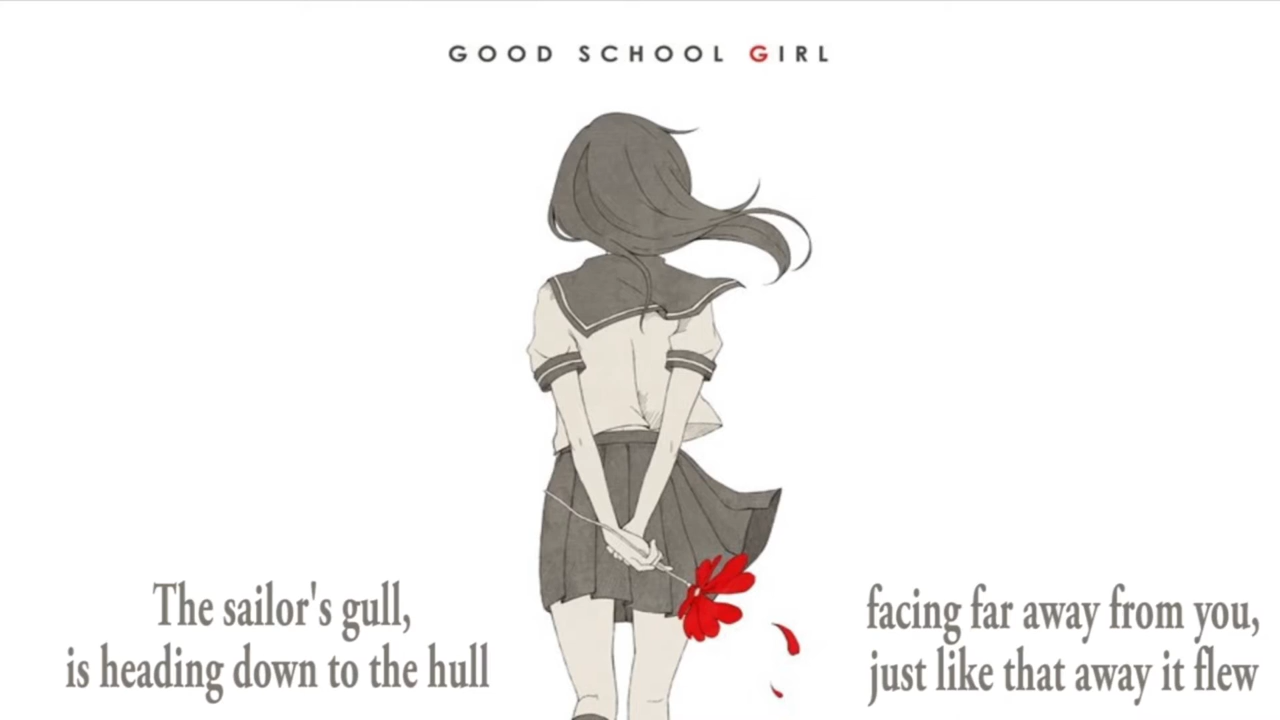 GOOD SCHOOL GIRL
The sailor's gull,
is heading down to the hull
facing far away from you,
just like that away it flew